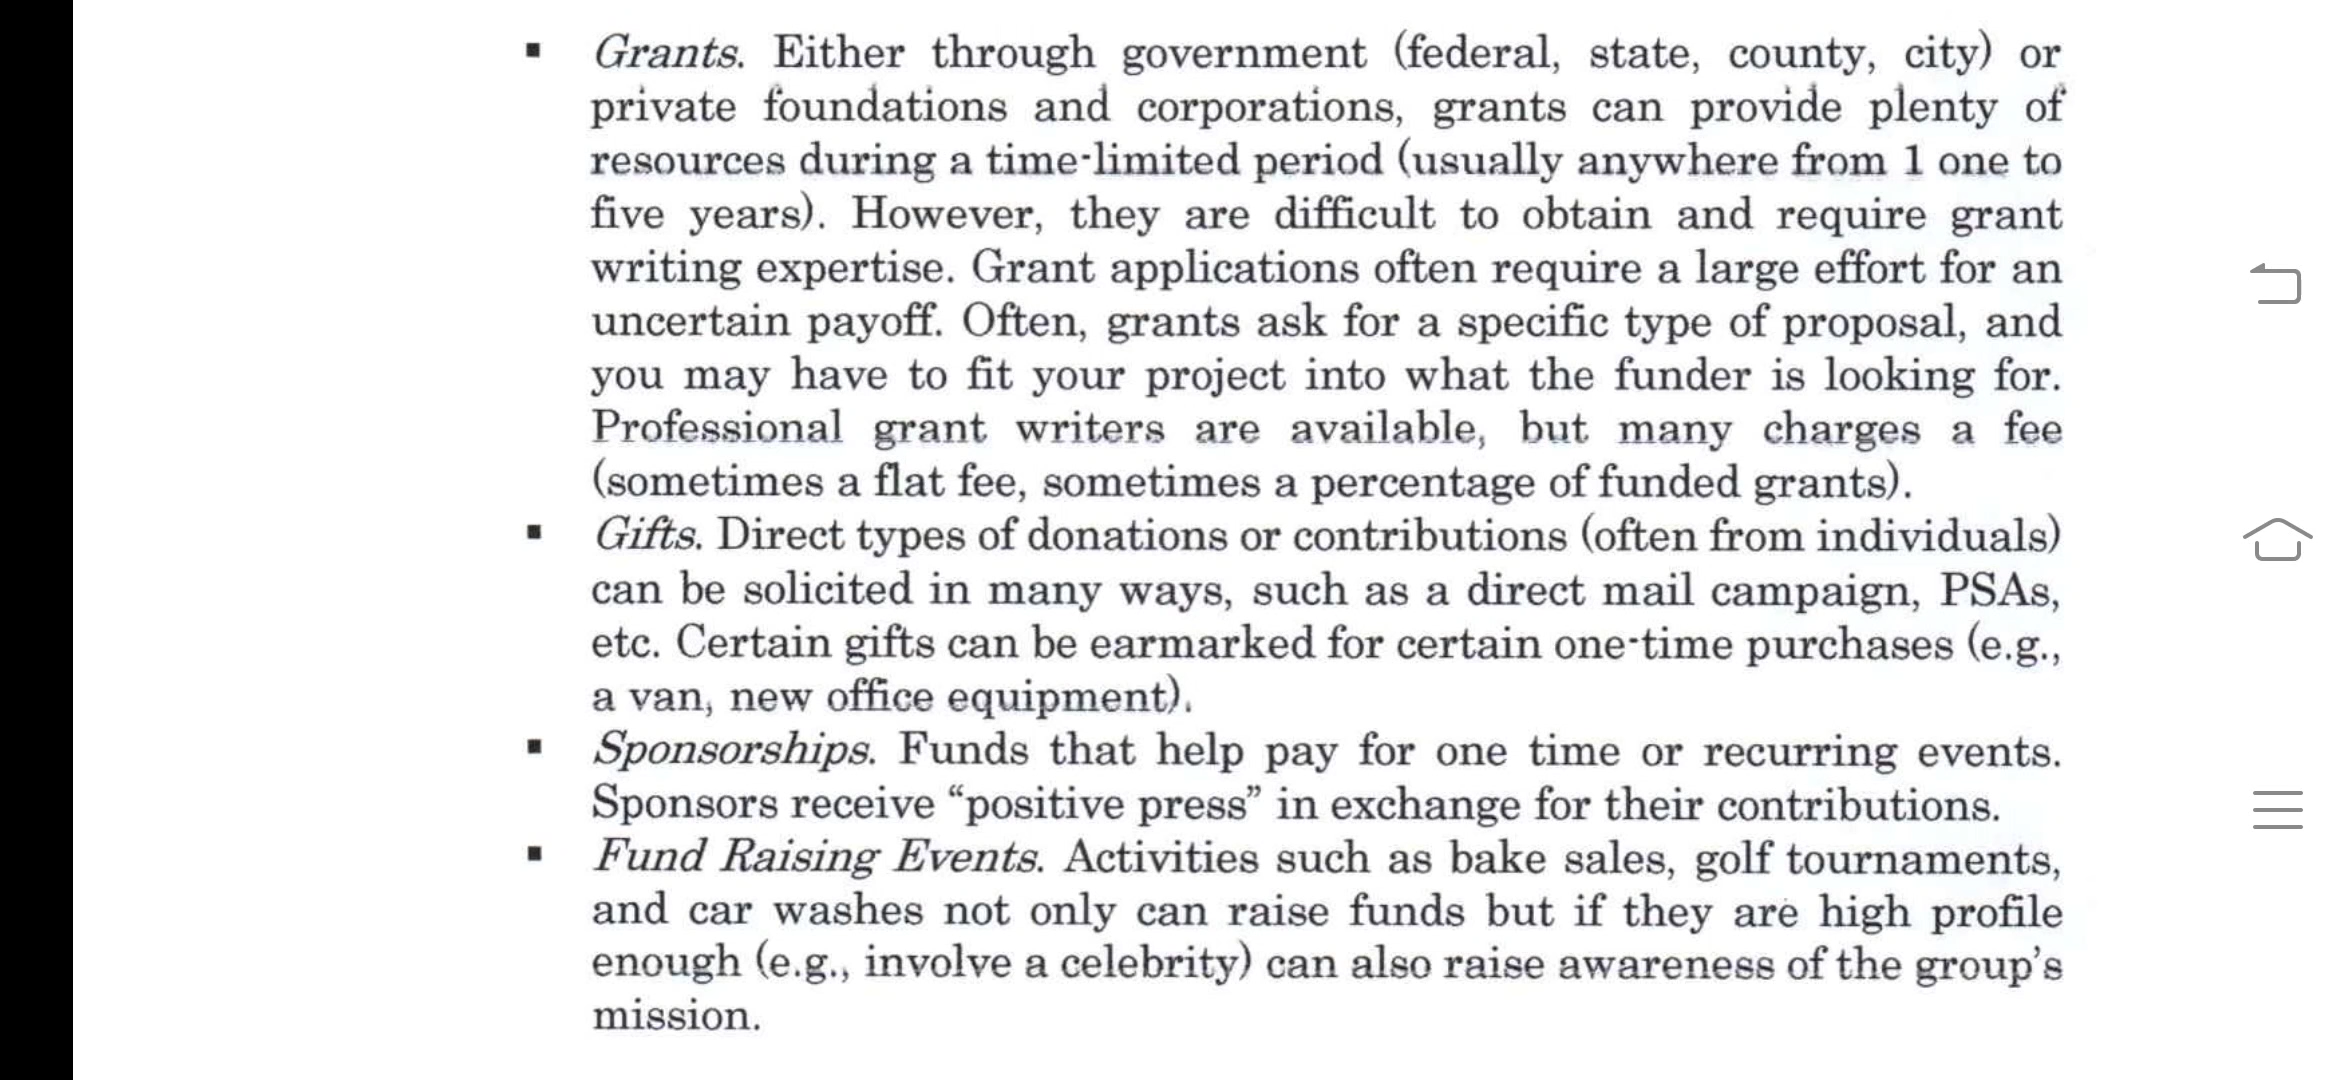 ▪ Grants. Either through government (federal, state, county, city) or
private foundations and corporations, grants can provide plenty of
resources during a time-limited period (usually anywhere from 1 one to
five years). However, they are difficult to obtain and require grant
writing expertise. Grant applications often require a large effort for an
uncertain payoff. Often, grants ask for a specific type of proposal, and
you may have to fit your project into what the funder is looking for.
Professional grant writers are available, but many charges a fee
(sometimes a flat fee, sometimes a percentage of funded grants).
▪ Gifts. Direct types of donations or contributions (often from individuals)
can be solicited in many ways, such as a direct mail campaign, PSAs,
etc. Certain gifts can be earmarked for certain one-time purchases (e.g.,
a van, new office equipment).
▪ Sponsorships. Funds that help pay for one time or recurring events.
Sponsors receive “positive press” in exchange for their contributions.
▪ Fund Raising Events. Activities such as bake sales, golf tournaments,
and car washes not only can raise funds but if they are high profile
enough (e.g., involve a celebrity) can also raise awareness of the group’s
mission.